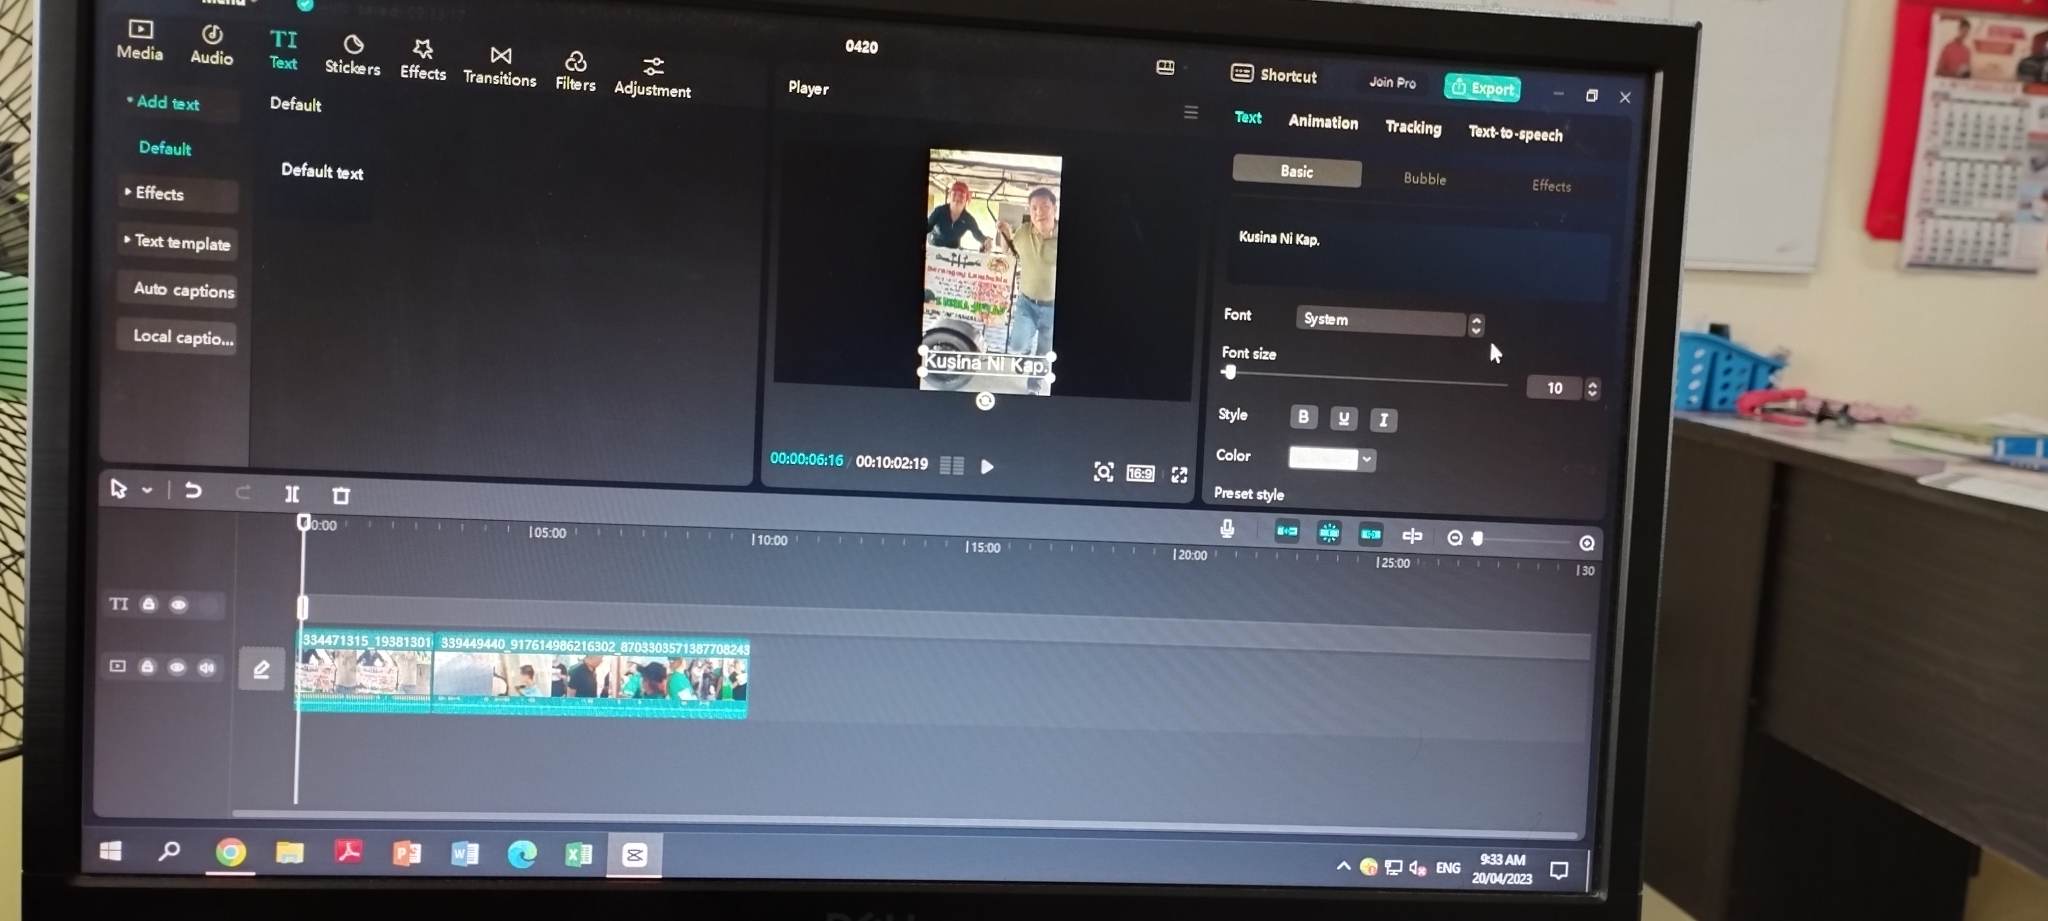 Menu
0420
Shortcut
Join Pro
Export
Media
Audio
TI
Text
Stickers
Effects
Transitions
Filters
Adjustment
Add text
Default
Effects
Text template
Auto captions
Local captio...
Default
Default text
Player
Kusina Ni Kap.
00:00:06:16 / 00:10:02:19
16:9
Text Animation Tracking Text-to-speech
Basic Bubble Effects
Kusina Ni Kap.
Font System
Font size
10
Style B U I
Color
Preset style
00:00 |05:00 |10:00 |15:00 |20:00 |25:00 |30
TI
334471315_19381301
339449440_917614986216302_8703303571387708243
ENG
9:33 AM
20/04/2023